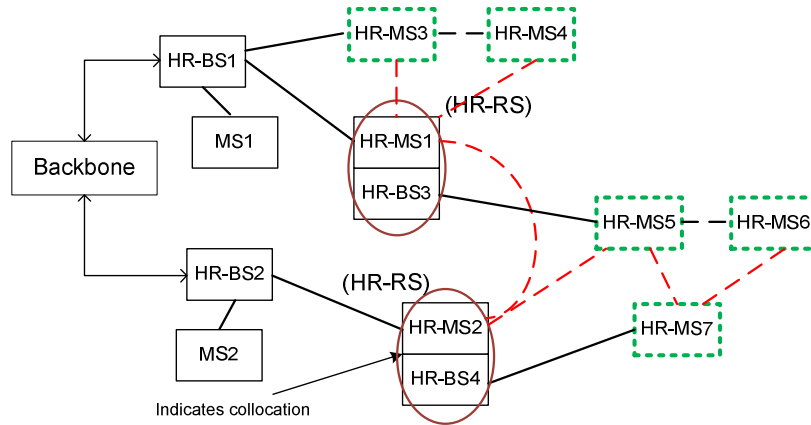 HR-MS3
HR-MS4
HR-BS1
(HR-RS)
MS1
HR-MS1
Backbone
HR-BS3
HR-MS5
HR-MS6
HR-BS2
(HR-RS)
HR-MS2
HR-MS7
MS2
HR-BS4
Indicates collocation